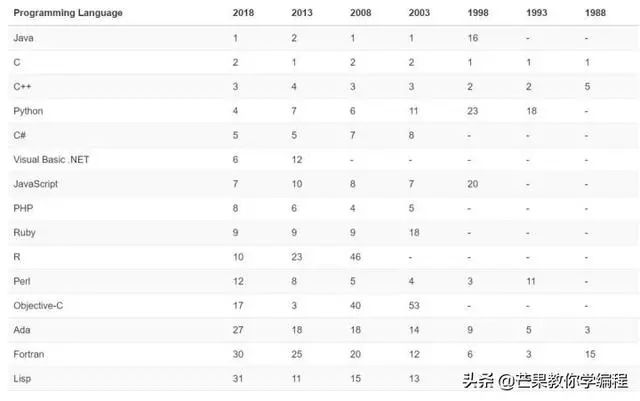 Programming Language 2018 2013 2008 2003 1998 1993 1988
Java 1 2 1 1 16 - -
C 2 1 2 2 1 1 1
C++ 3 4 3 3 2 2 5
Python 4 7 6 11 23 18 -
C# 5 5 7 8 - - -
Visual Basic .NET 6 12 - - - - -
JavaScript 7 10 8 7 20 - -
PHP 8 6 4 5 - - -
Ruby 9 9 9 18 - - -
R 10 23 46 - - - -
Perl 12 8 5 4 3 11 -
Objective-C 17 3 40 53 - - -
Ada 27 18 18 14 9 5 3
Fortran 30 25 20 12 6 3 15
Lisp 31 11 15 13
头条 @芒果教你学编程